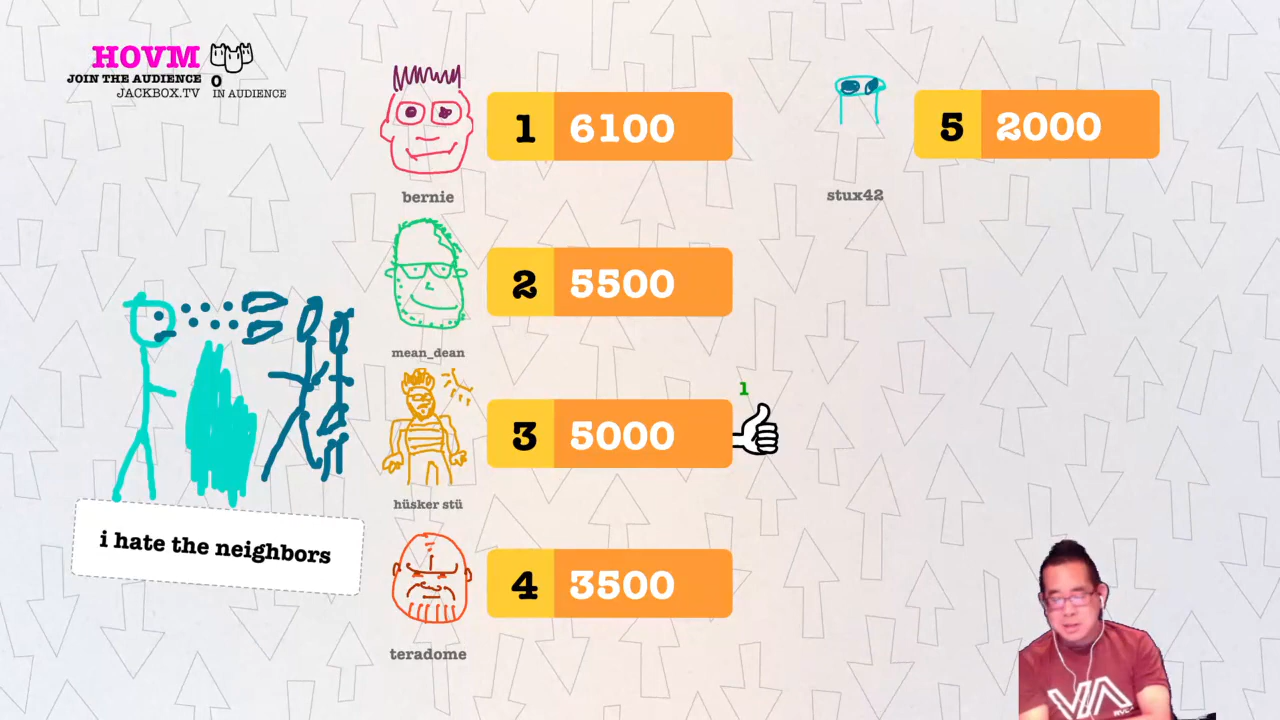 HOVM
JOIN THE AUDIENCE 0
JACKBOX.TV IN AUDIENCE
1 6100
bernie
2 5500
mean_dean
3 5000
1
hüsker stü
4 3500
teradome
5 2000
stux42
i hate the neighbors
VA